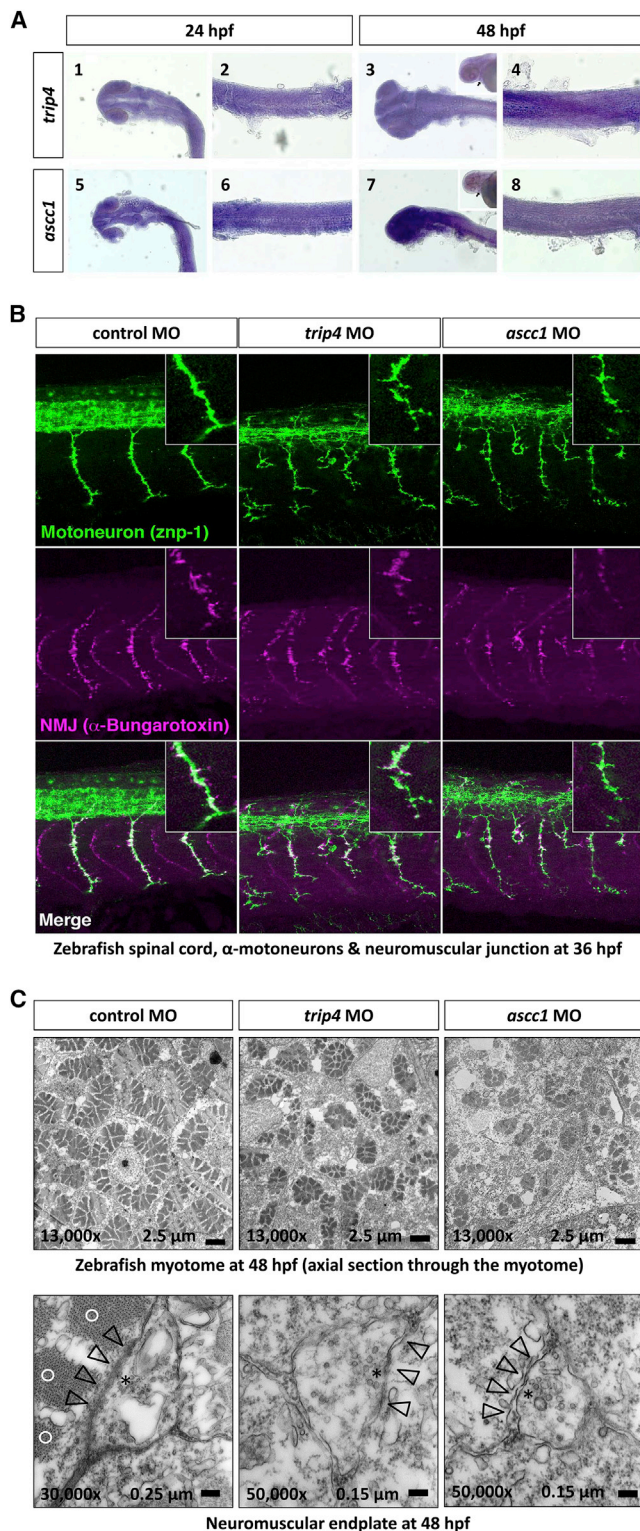 A
24 hpf
48 hpf
trip4
1
2
3
4
ascc1
5
6
7
8
B
control MO
trip4 MO
ascc1 MO
Motoneuron (znp-1)
NMJ (α-Bungarotoxin)
Merge
Zebrafish spinal cord, α-motoneurons & neuromuscular junction at 36 hpf
C
control MO
trip4 MO
ascc1 MO
13,000x 2.5 µm
13,000x 2.5 µm
13,000x 2.5 µm
Zebrafish myotome at 48 hpf (axial section through the myotome)
*
*
*
30,000x 0.25 µm
50,000x 0.15 µm
50,000x 0.15 µm
Neuromuscular endplate at 48 hpf